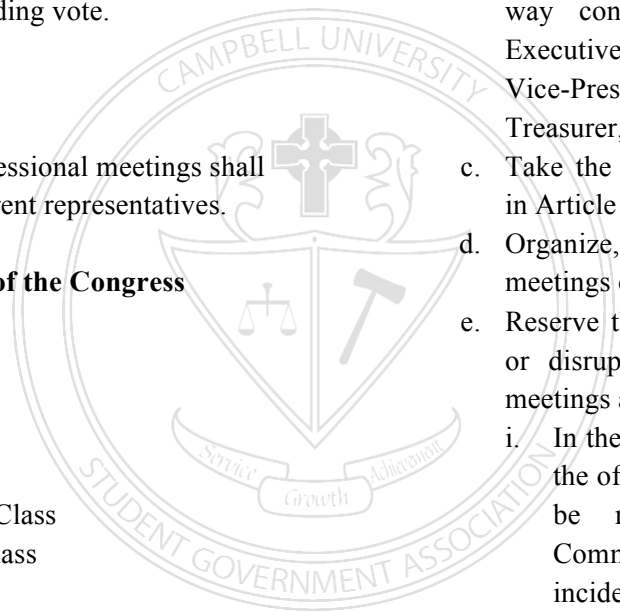 ding vote.
essional meetings shall
rent representatives.
of the Congress
Class
lass
way con
Executive
Vice-Pres
Treasurer,
c. Take the
in Article
d. Organize,
meetings
e. Reserve t
or disrup
meetings a
i. In the
the of
be
Comm
incide
CAMPBELL UNIVERSITY
Service
Growth
Achievement
STUDENT GOVERNMENT ASSOCIATION